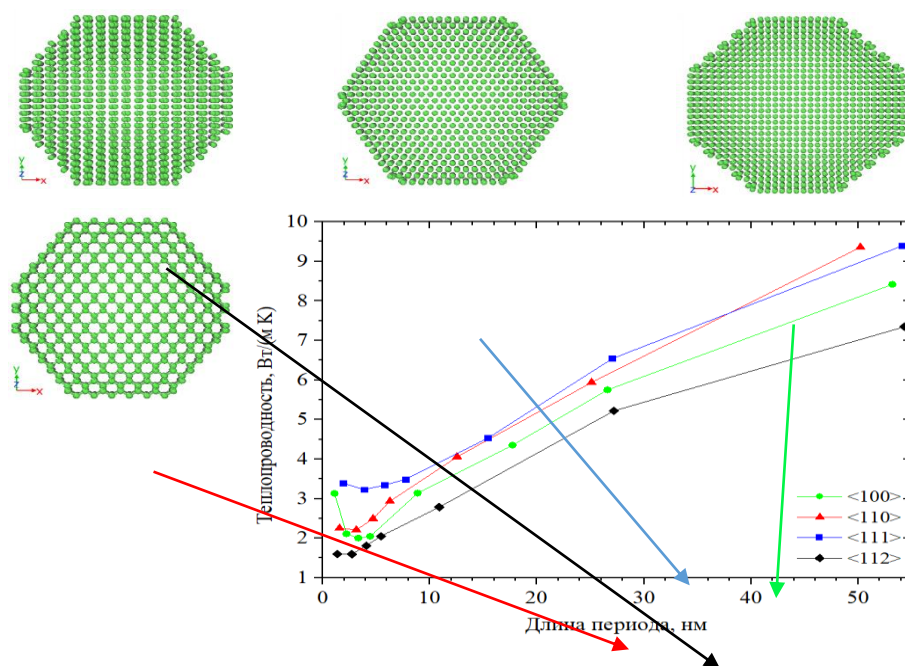 y
z
x
y
z
x
y
z
x
y
z
x
Теплопроводность, Вт/(м К)
10
9
8
7
6
5
4
3
2
1
0
10
20
30
40
50
Длина периода, нм
<100>
<110>
<111>
<112>